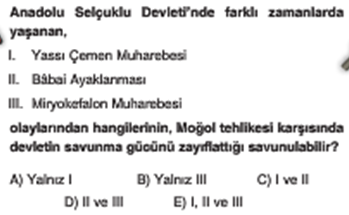 Anadolu Selçuklu Devleti'nde farklı zamanlarda
yaşanan,
I. Yassı Çemen Muharebesi
II. Bâbai Ayaklanması
III. Miryokefalon Muharebesi
olaylarından hangilerinin, Moğol tehlikesi karşısında
devletin savunma gücünü zayıflattığı savunulabilir?
A) Yalnız I B) Yalnız III C) I ve II
D) II ve III E) I, II ve III